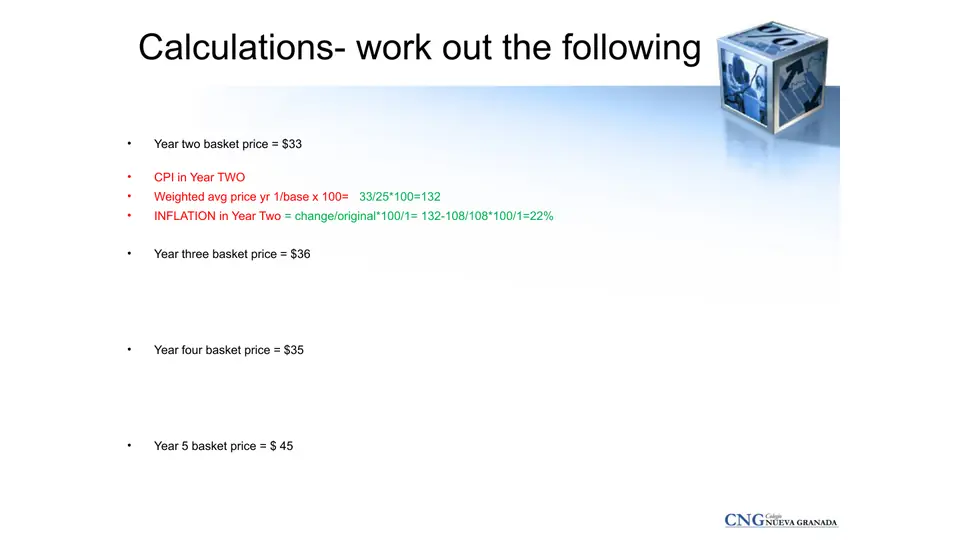 Calculations- work out the following
%
• Year two basket price = $33
• CPI in Year TWO
• Weighted avg price yr 1/base x 100= 33/25*100=132
• INFLATION in Year Two = change/original*100/1= 132-108/108*100/1=22%
• Year three basket price = $36
• Year four basket price = $35
• Year 5 basket price = $ 45
CNG Colegio NUEVA GRANADA